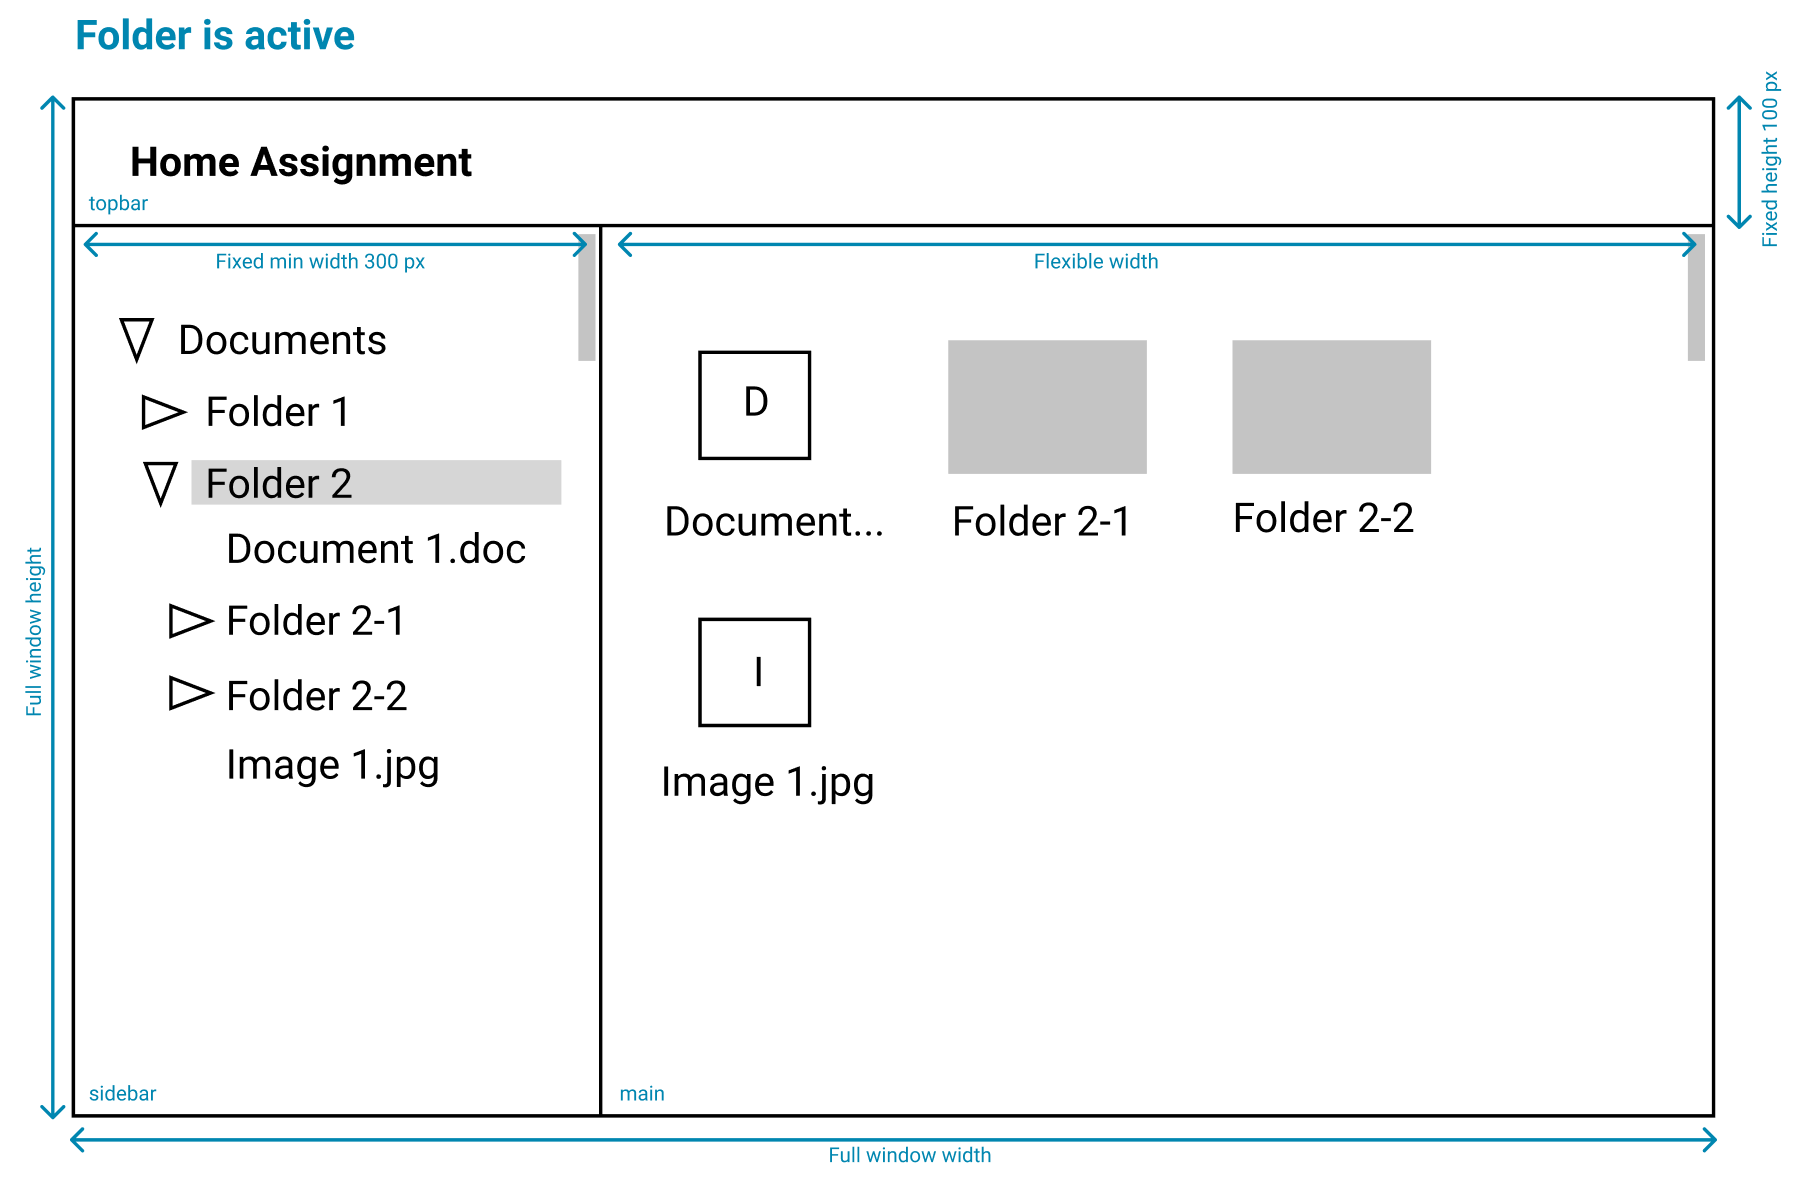 Folder is active
Fixed height 100 px
Home Assignment
topbar
Fixed min width 300 px
Flexible width
Documents
Folder 1
Folder 2
Document 1.doc
Folder 2-1
Folder 2-2
Image 1.jpg
D
Document...
Folder 2-1
Folder 2-2
I
Image 1.jpg
Full window height
sidebar
main
Full window width